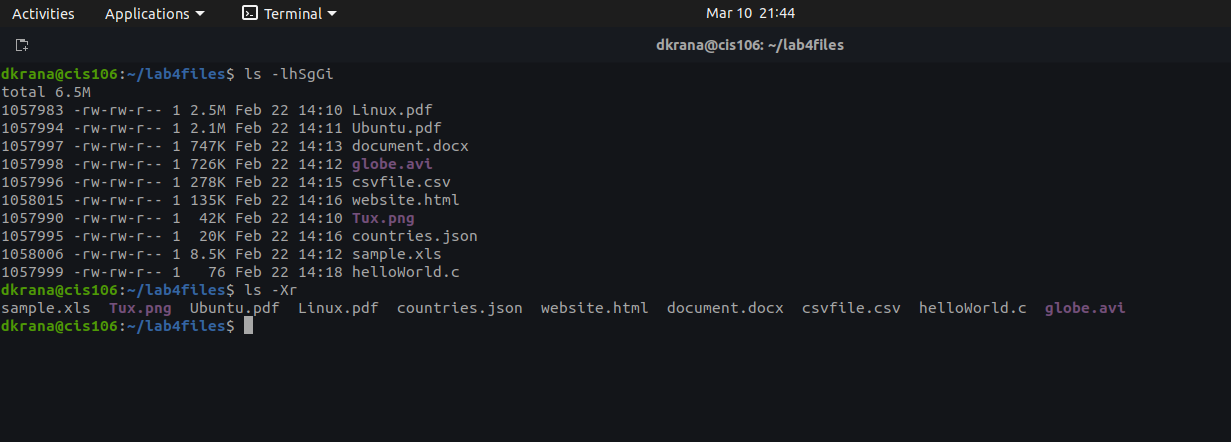 Activities Applications Terminal Mar 10 21:44
dkrana@cis106: ~/lab4files
dkrana@cis106:~/lab4files$ ls -lhSgGi
total 6.5M
1057983 -rw-rw-r-- 1 2.5M Feb 22 14:10 Linux.pdf
1057994 -rw-rw-r-- 1 2.1M Feb 22 14:11 Ubuntu.pdf
1057997 -rw-rw-r-- 1 747K Feb 22 14:13 document.docx
1057998 -rw-rw-r-- 1 726K Feb 22 14:12 globe.avi
1057996 -rw-rw-r-- 1 278K Feb 22 14:15 csvfile.csv
1058015 -rw-rw-r-- 1 135K Feb 22 14:16 website.html
1057990 -rw-rw-r-- 1  42K Feb 22 14:10 Tux.png
1057995 -rw-rw-r-- 1  20K Feb 22 14:16 countries.json
1058006 -rw-rw-r-- 1 8.5K Feb 22 14:12 sample.xls
1057999 -rw-rw-r-- 1   76 Feb 22 14:18 helloWorld.c
dkrana@cis106:~/lab4files$ ls -Xr
sample.xls  Tux.png  Ubuntu.pdf  Linux.pdf  countries.json  website.html  document.docx  csvfile.csv  helloWorld.c  globe.avi
dkrana@cis106:~/lab4files$